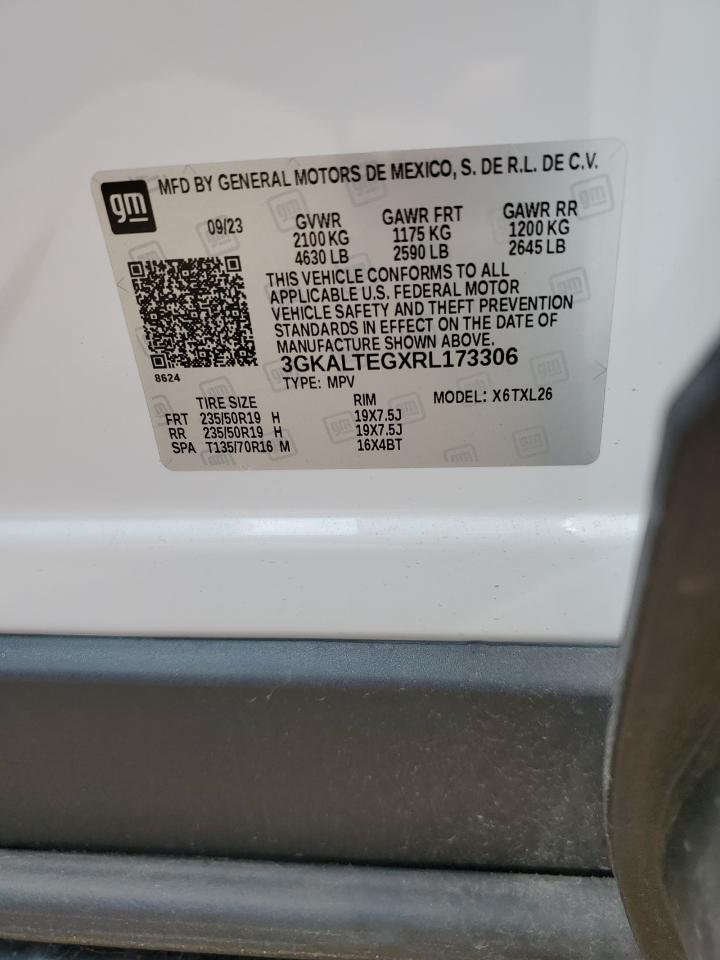 gm MFD BY GENERAL MOTORS DE MEXICO, S. DE R.L. DE C.V.
09/23 GVWR GAWR FRT GAWR RR
2100 KG 1175 KG 1200 KG
4630 LB 2590 LB 2645 LB
THIS VEHICLE CONFORMS TO ALL
APPLICABLE U.S. FEDERAL MOTOR
VEHICLE SAFETY AND THEFT PREVENTION
STANDARDS IN EFFECT ON THE DATE OF
MANUFACTURE SHOWN ABOVE.
3GKALTEGXRL173306
8624
TYPE: MPV MODEL: X6TXL26
TIRE SIZE RIM
FRT 235/50R19 H 19X7.5J
RR 235/50R19 H 19X7.5J
SPA T135/70R16 M 16X4BT